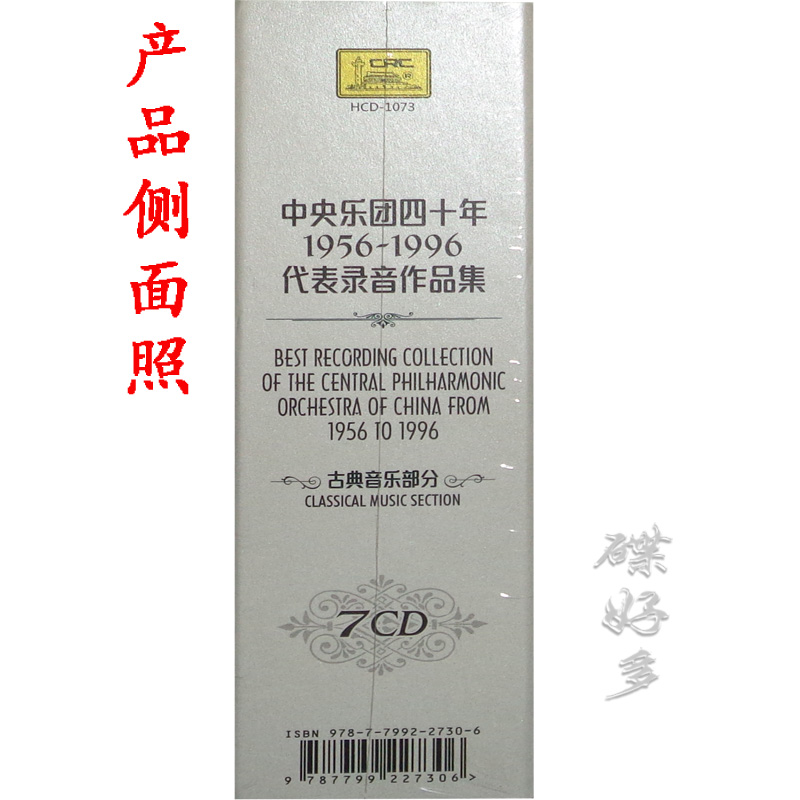 产品侧面照
CRC
HCD-1073
中央乐团四十年
1956-1996
代表录音作品集
BEST RECORDING COLLECTION
OF THE CENTRAL PHILHARMONIC
ORCHESTRA OF CHINA FROM
1956 TO 1996
古典音乐部分
CLASSICAL MUSIC SECTION
7CD
ISBN 978-7-7992-2730-6
9 787799 227306 >
碟好多